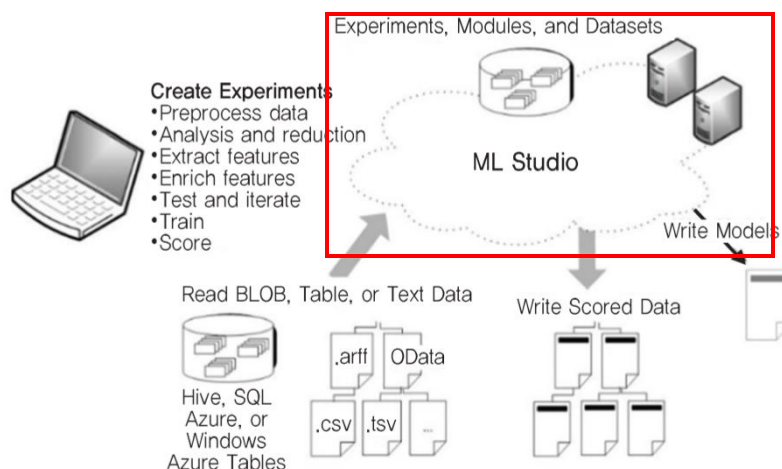 Experiments, Modules, and Datasets
Create Experiments
•Preprocess data
•Analysis and reduction
•Extract features
•Enrich features
•Test and iterate
•Train
•Score
ML Studio
Write Models
Read BLOB, Table, or Text Data
Write Scored Data
.arff
OData
.csv
.tsv
Hive, SQL
Azure, or
Windows
Azure Tables